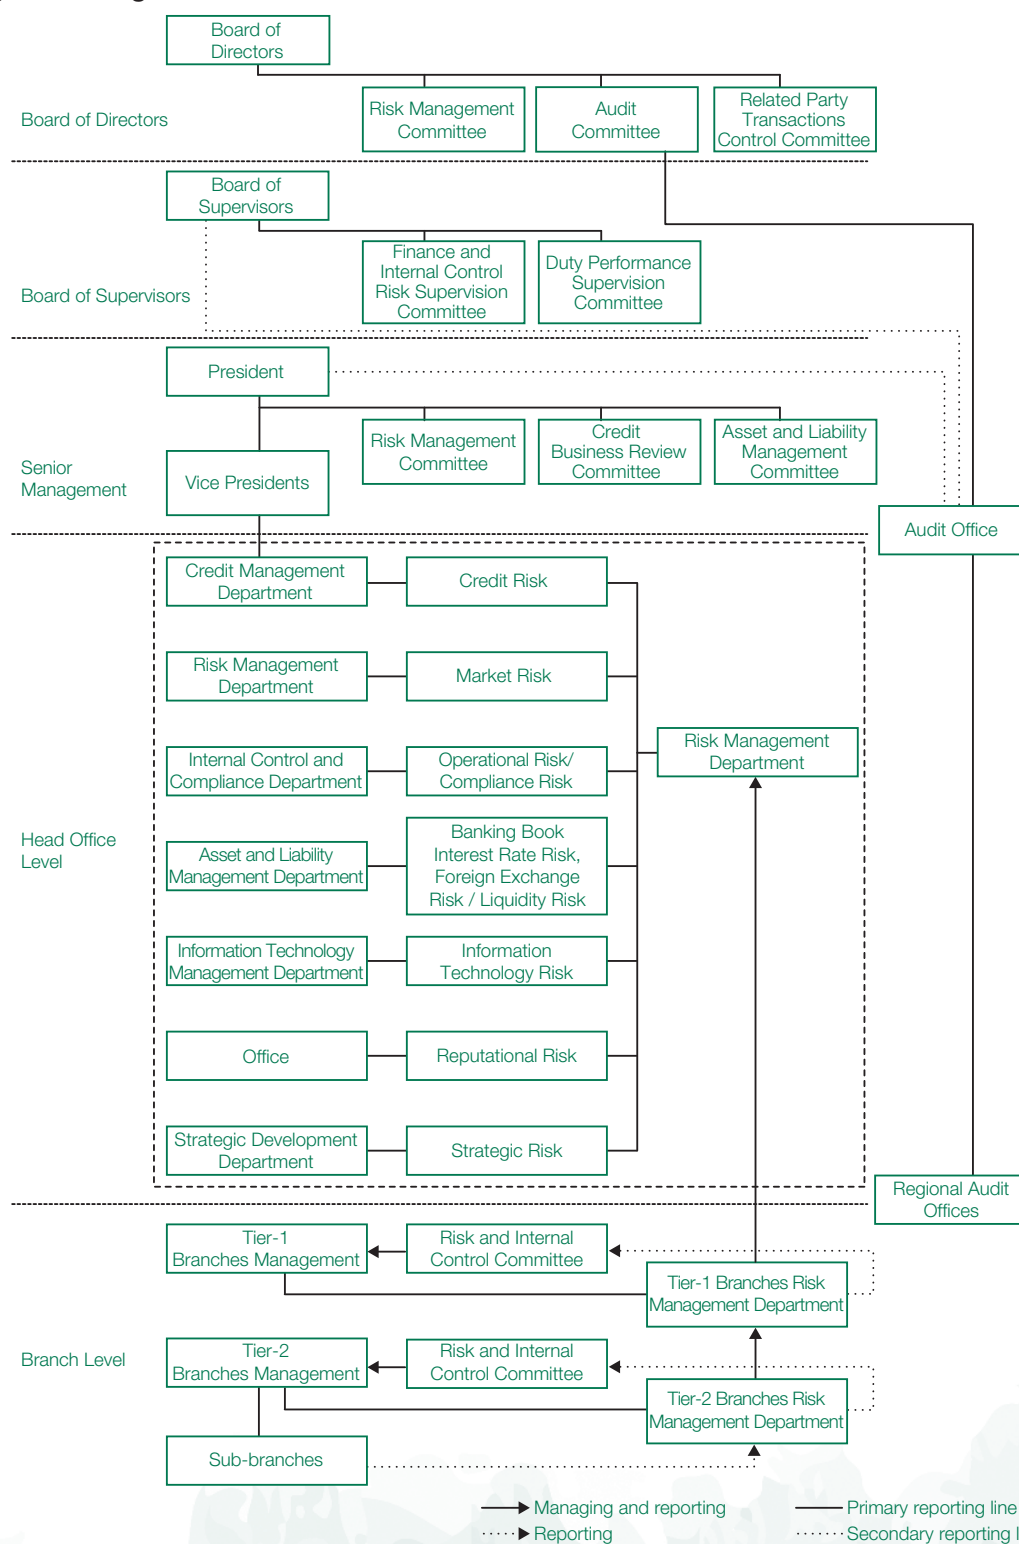 Board of
Directors
Board of Directors
Risk Management
Committee
Audit
Committee
Related Party
Transactions
Control Committee
Board of
Supervisors
Board of Supervisors
Finance and
Internal Control
Risk Supervision
Committee
Duty Performance
Supervision
Committee
President
Risk Management
Committee
Credit
Business Review
Committee
Asset and Liability
Management
Committee
Senior
Management
Vice Presidents
Audit Office
Credit Management
Department
Credit Risk
Risk Management
Department
Market Risk
Risk Management
Department
Internal Control and
Compliance Department
Operational Risk/
Compliance Risk
Head Office
Level
Asset and Liability
Management Department
Banking Book
Interest Rate Risk,
Foreign Exchange
Risk / Liquidity Risk
Information Technology
Management Department
Information
Technology Risk
Office
Reputational Risk
Strategic Development
Department
Strategic Risk
Regional Audit
Offices
Tier-1
Branches Management
Risk and Internal
Control Committee
Tier-1 Branches Risk
Management Department
Branch Level
Tier-2
Branches Management
Risk and Internal
Control Committee
Tier-2 Branches Risk
Management Department
Sub-branches
Managing and reporting
Primary reporting line
Reporting
Secondary reporting